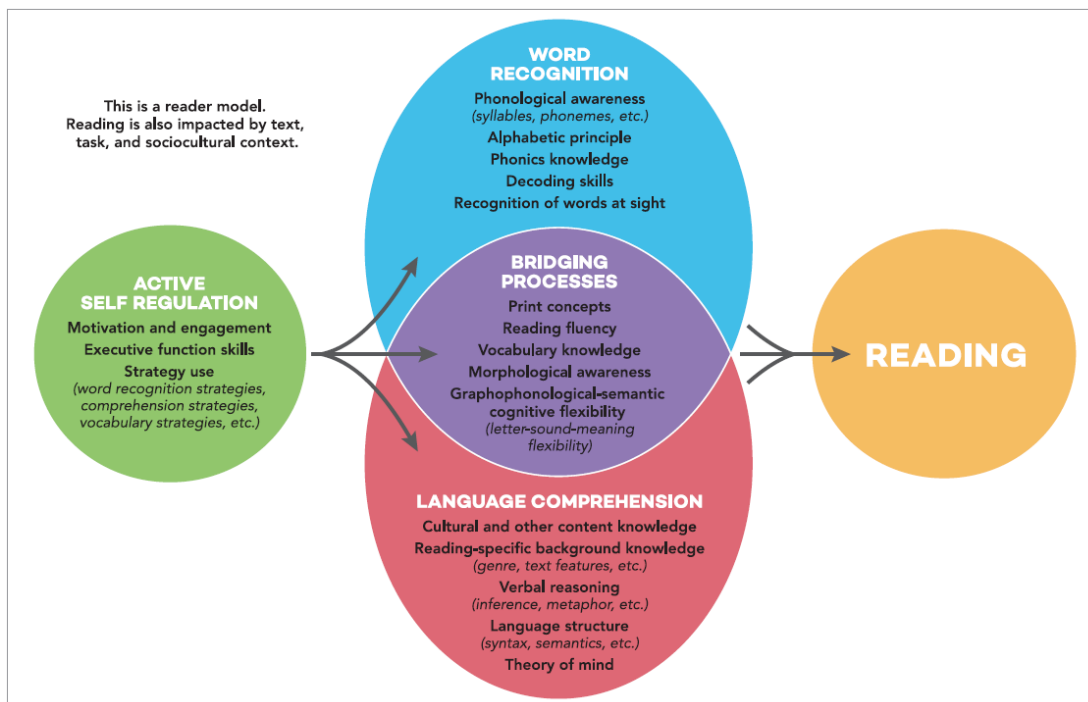 This is a reader model.
Reading is also impacted by text,
task, and sociocultural context.
WORD
RECOGNITION
Phonological awareness
(syllables, phonemes, etc.)
Alphabetic principle
Phonics knowledge
Decoding skills
Recognition of words at sight
ACTIVE
SELF REGULATION
Motivation and engagement
Executive function skills
Strategy use
(word recognition strategies,
comprehension strategies,
vocabulary strategies, etc.)
BRIDGING
PROCESSES
Print concepts
Reading fluency
Vocabulary knowledge
Morphological awareness
Graphophonological-semantic
cognitive flexibility
(letter-sound-meaning
flexibility)
LANGUAGE COMPREHENSION
Cultural and other content knowledge
Reading-specific background knowledge
(genre, text features, etc.)
Verbal reasoning
(inference, metaphor, etc.)
Language structure
(syntax, semantics, etc.)
Theory of mind
READING